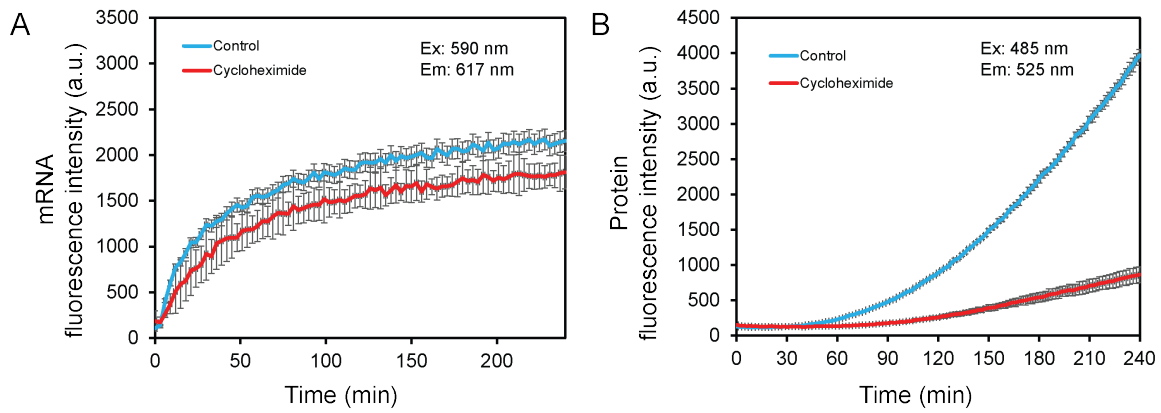 A
mRNA
fluorescence intensity (a.u.)
3500
3000
2500
2000
1500
1000
500
0
Control
Cycloheximide
Ex: 590 nm
Em: 617 nm
0 50 100 150 200
Time (min)
B
Protein
fluorescence intensity (a.u.)
4500
4000
3500
3000
2500
2000
1500
1000
500
0
Control
Cycloheximide
Ex: 485 nm
Em: 525 nm
0 30 60 90 120 150 180 210 240
Time (min)